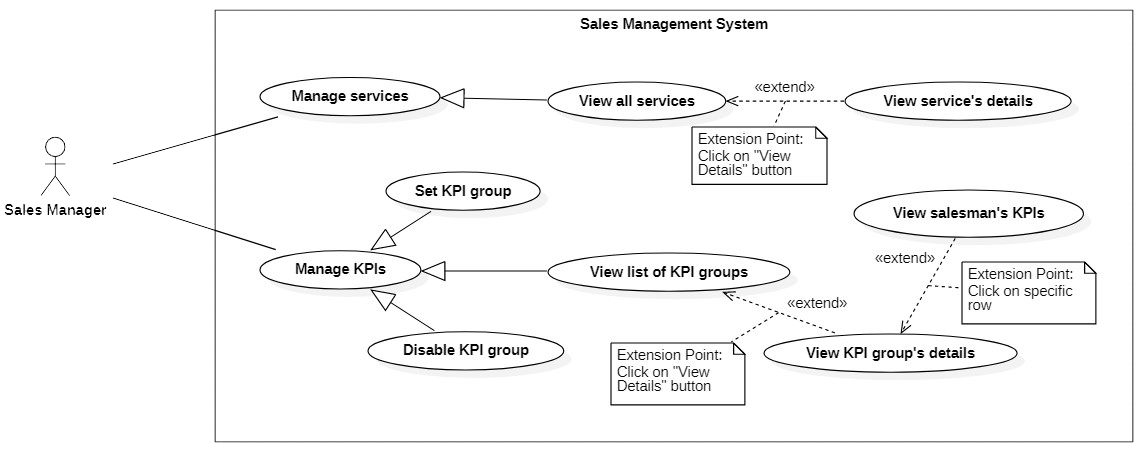 Sales Management System
Manage services
View all services
«extend»
View service's details
Extension Point:
Click on "View
Details" button
Sales Manager
Set KPI group
View salesman's KPIs
«extend»
Extension Point:
Click on specific
row
Manage KPIs
View list of KPI groups
«extend»
Disable KPI group
Extension Point:
Click on "View
Details" button
View KPI group's details